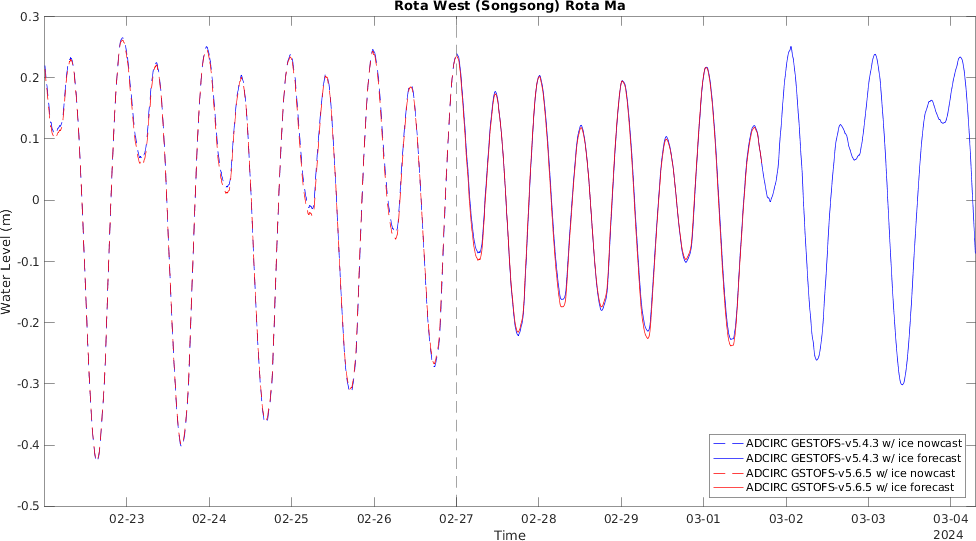 Rota West (Songsong) Rota Ma
0.3
0.2
0.1
0
-0.1
-0.2
-0.3
-0.4
-0.5
Water Level (m)
ADCIRC GESTOFS-v5.4.3 w/ ice nowcast
ADCIRC GESTOFS-v5.4.3 w/ ice forecast
ADCIRC GSTOFS-v5.6.5 w/ ice nowcast
ADCIRC GSTOFS-v5.6.5 w/ ice forecast
02-23 02-24 02-25 02-26 02-27 02-28 02-29 03-01 03-02 03-03 03-04
Time 2024